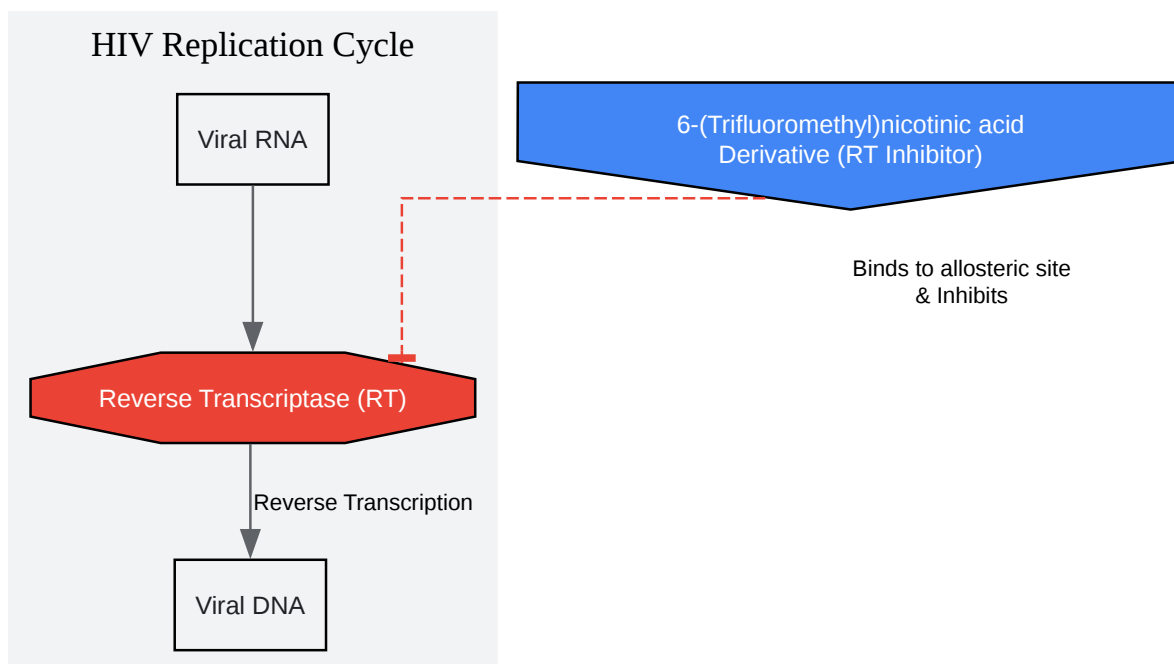 HIV Replication Cycle
Viral RNA
6-(Trifluoromethyl)nicotinic acid
Derivative (RT Inhibitor)
Binds to allosteric site
& Inhibits
Reverse Transcriptase (RT)
Reverse Transcription
Viral DNA